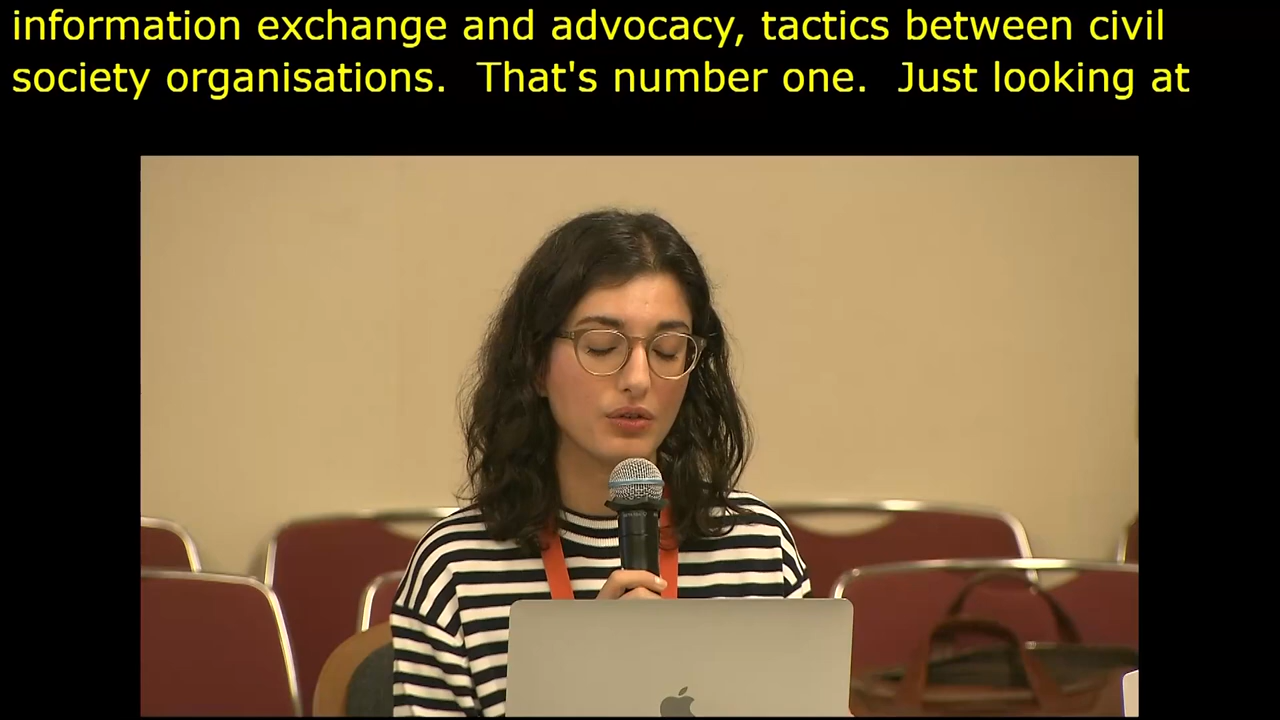 information exchange and advocacy, tactics between civil
society organisations.  That's number one.  Just looking at